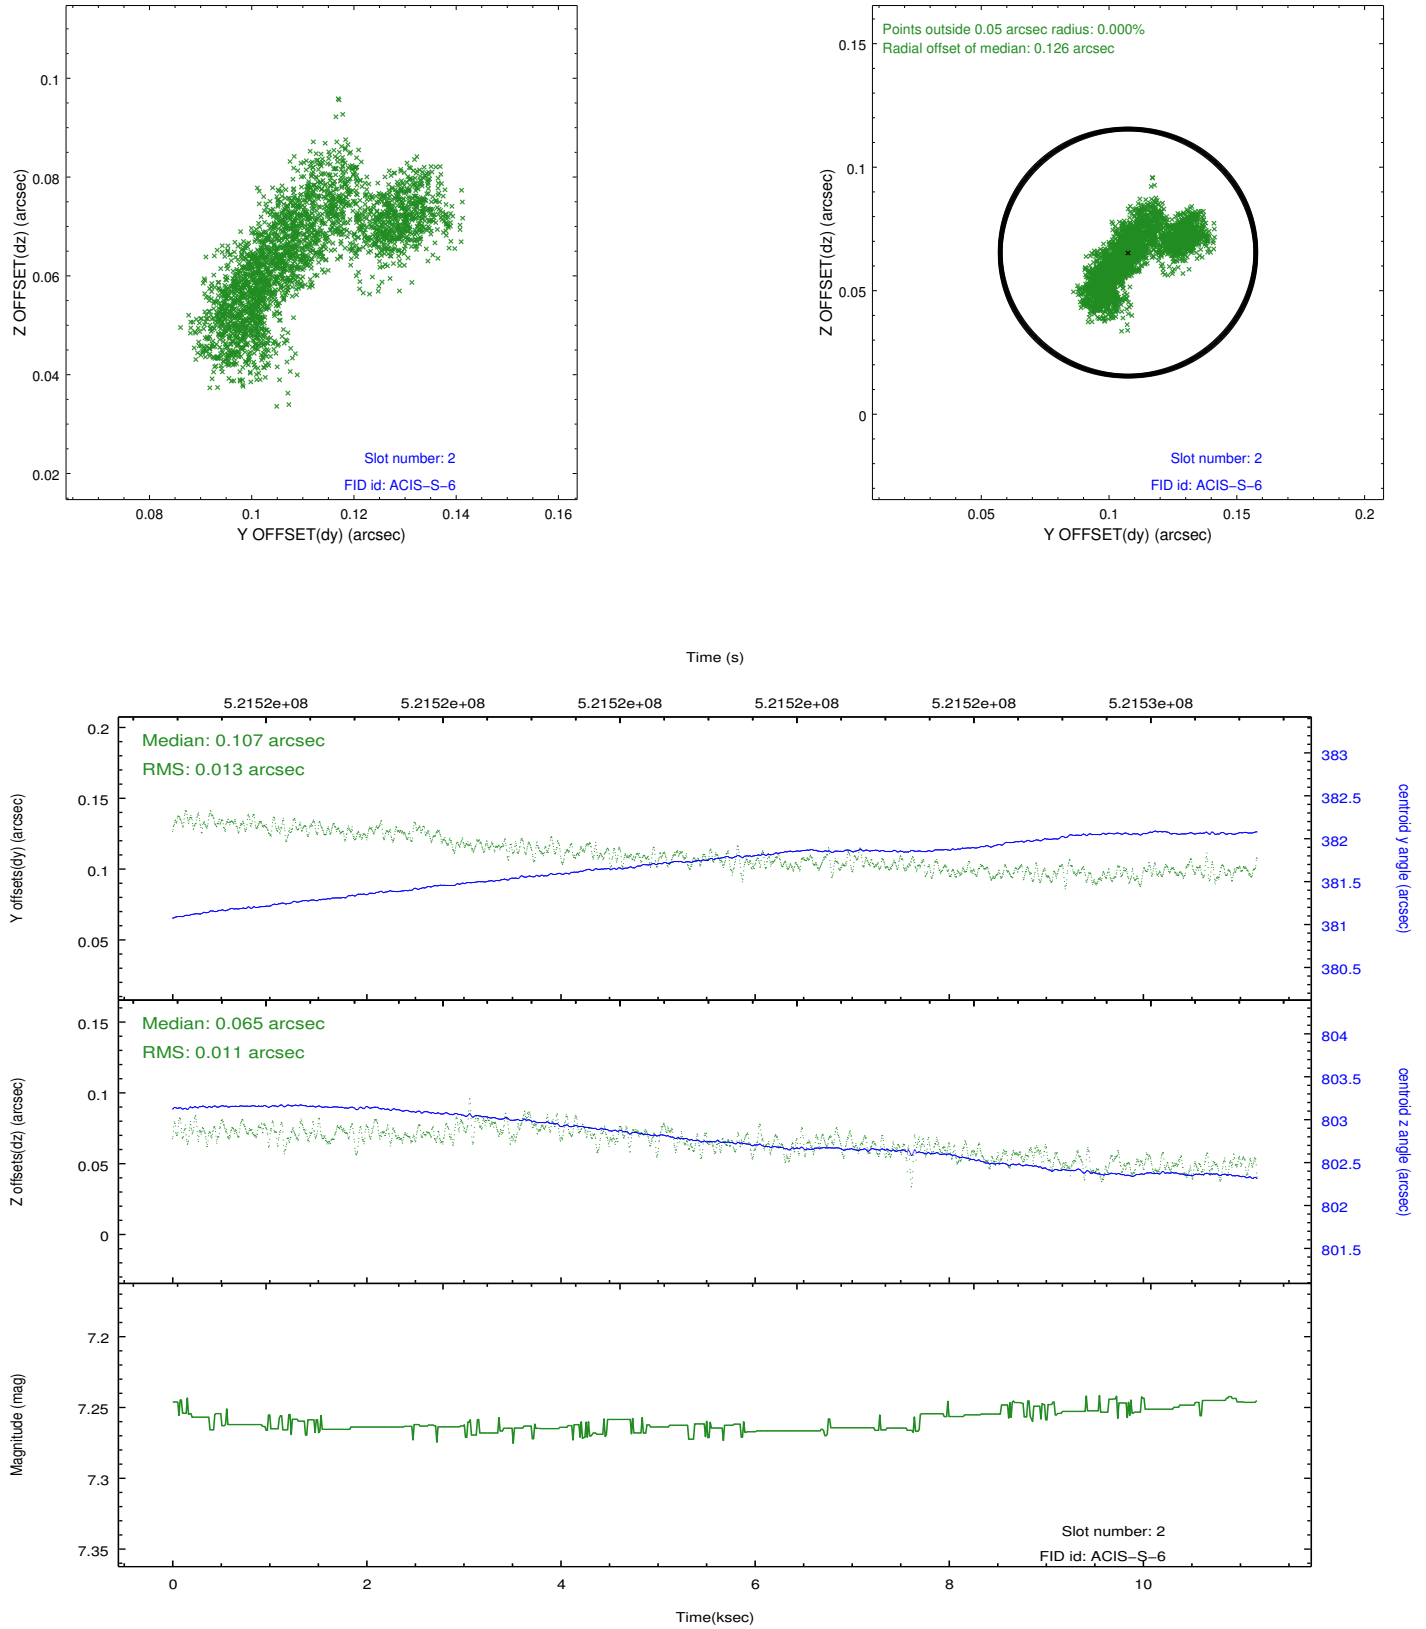 0.1
0.08
0.06
0.04
0.02
Z OFFSET(dz) (arcsec)
Slot number: 2
FID id: ACIS−S−6
0.08 0.1 0.12 0.14 0.16
Y OFFSET(dy) (arcsec)
Points outside 0.05 arcsec radius: 0.000%
Radial offset of median: 0.126 arcsec
0.15
0.1
0.05
0
Z OFFSET(dz) (arcsec)
Slot number: 2
FID id: ACIS−S−6
0.05 0.1 0.15 0.2
Y OFFSET(dy) (arcsec)
Time (s)
5.2152e+08 5.2152e+08 5.2152e+08 5.2152e+08 5.2152e+08 5.2153e+08
Median: 0.107 arcsec
RMS: 0.013 arcsec
0.2
0.15
0.1
0.05
Y offsets(dy) (arcsec)
383
382.5
382
381.5
381
380.5
centroid y angle (arcsec)
Median: 0.065 arcsec
RMS: 0.011 arcsec
0.15
0.1
0.05
0
Z offsets(dz) (arcsec)
804
803.5
803
802.5
802
801.5
centroid z angle (arcsec)
7.2
7.25
7.3
7.35
Magnitude (mag)
Slot number: 2
FID id: ACIS−S−6
0 2 4 6 8 10
Time(ksec)